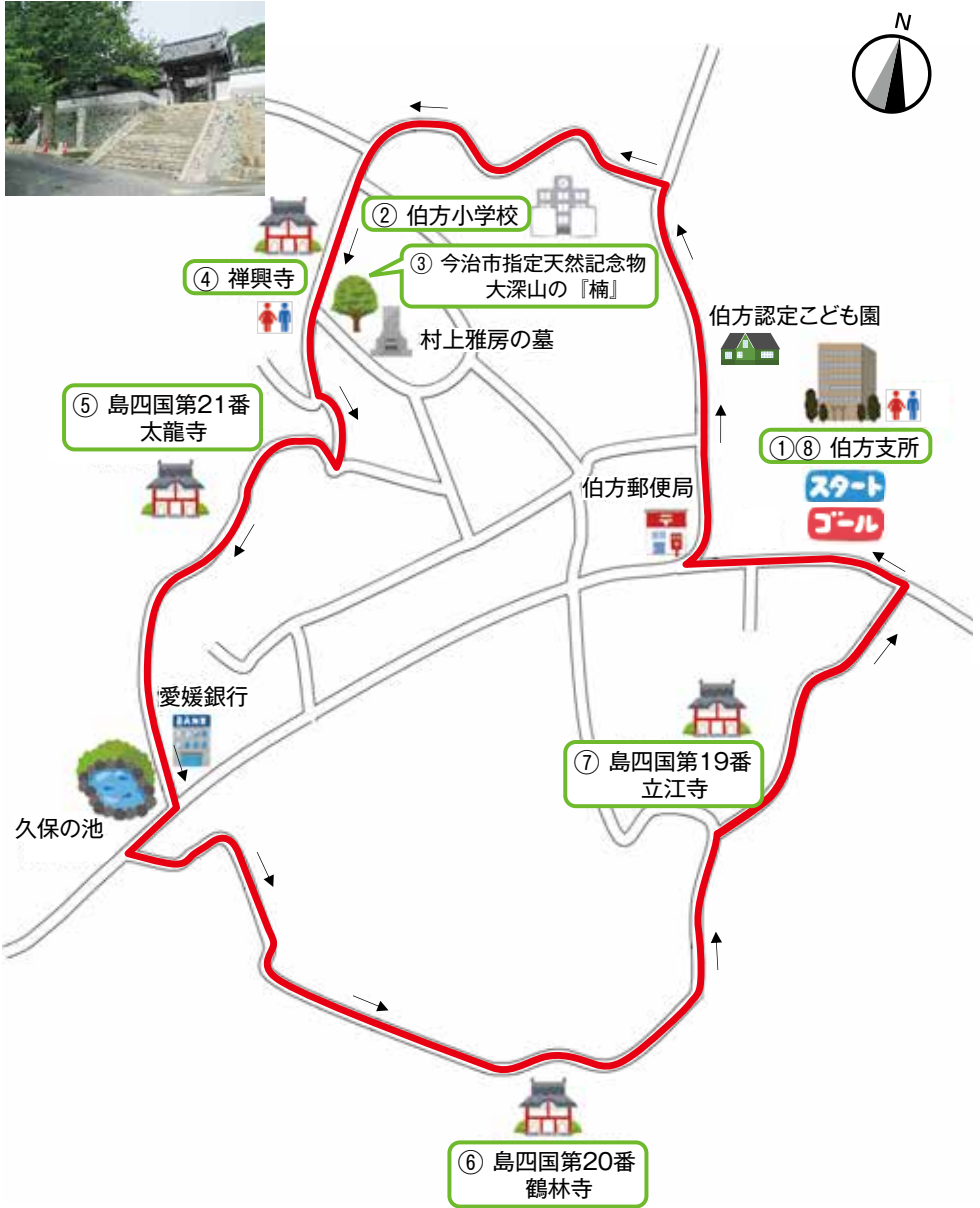 N
② 伯方小学校
③ 今治市指定天然記念物
大深山の『楠』
④ 禅興寺
村上雅房の墓
伯方認定こども園
⑤ 島四国第21番
太龍寺
①⑧ 伯方支所
スタート
ゴール
伯方郵便局
〒
愛媛銀行
BANK
⑦ 島四国第19番
立江寺
久保の池
⑥ 島四国第20番
鶴林寺